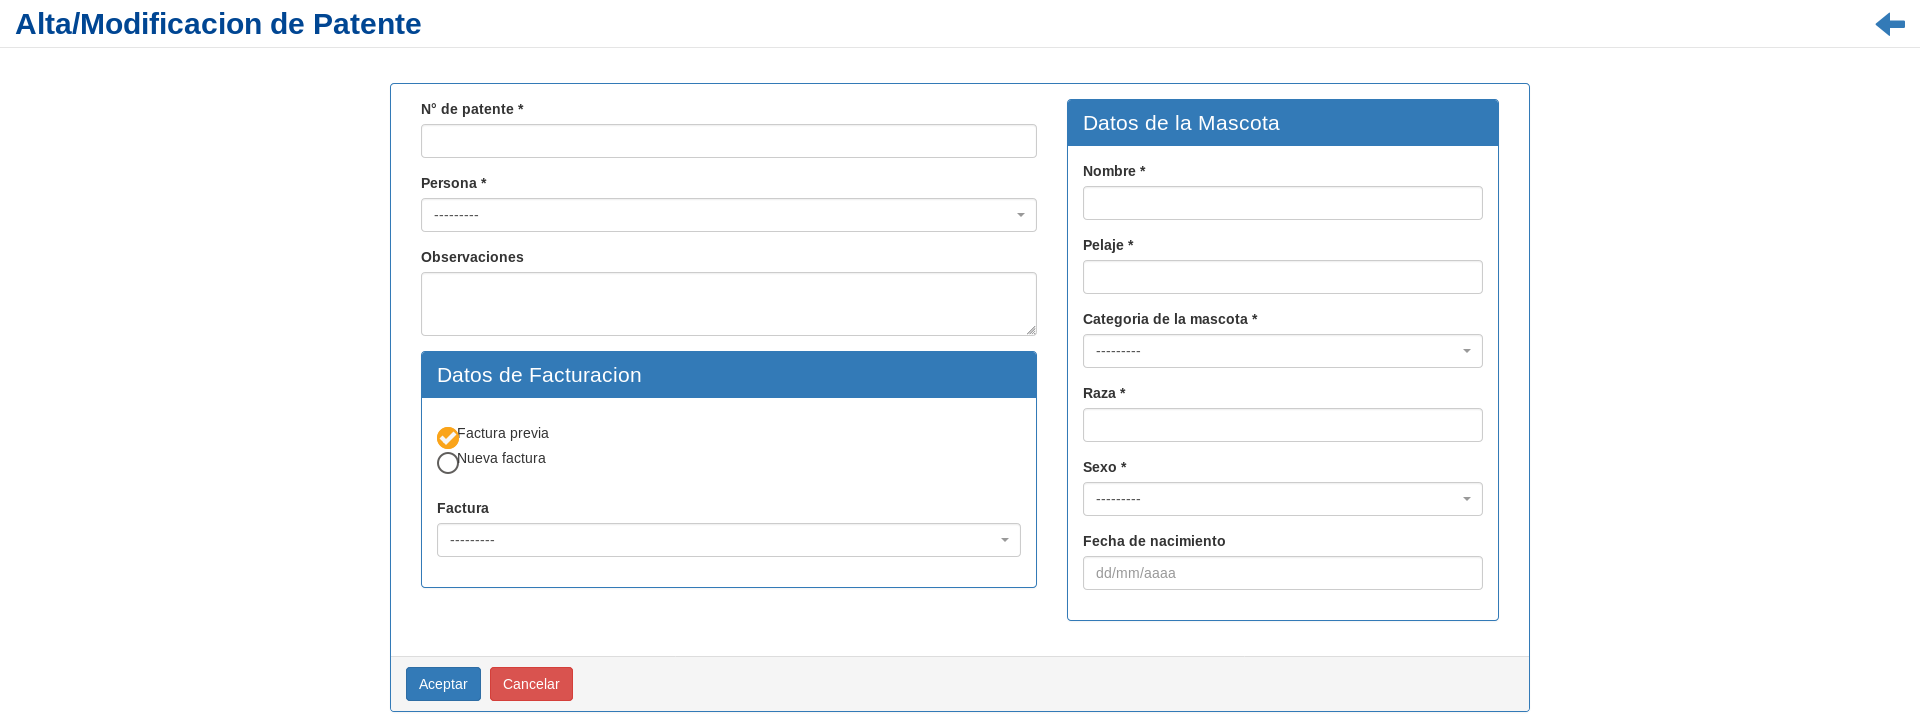 Alta/Modificacion de Patente
N° de patente *
Persona *
---------
Observaciones
Datos de Facturacion
Factura previa
Nueva factura
Factura
---------
Datos de la Mascota
Nombre *
Pelaje *
Categoria de la mascota *
---------
Raza *
Sexo *
---------
Fecha de nacimiento
dd/mm/aaaa
Aceptar
Cancelar